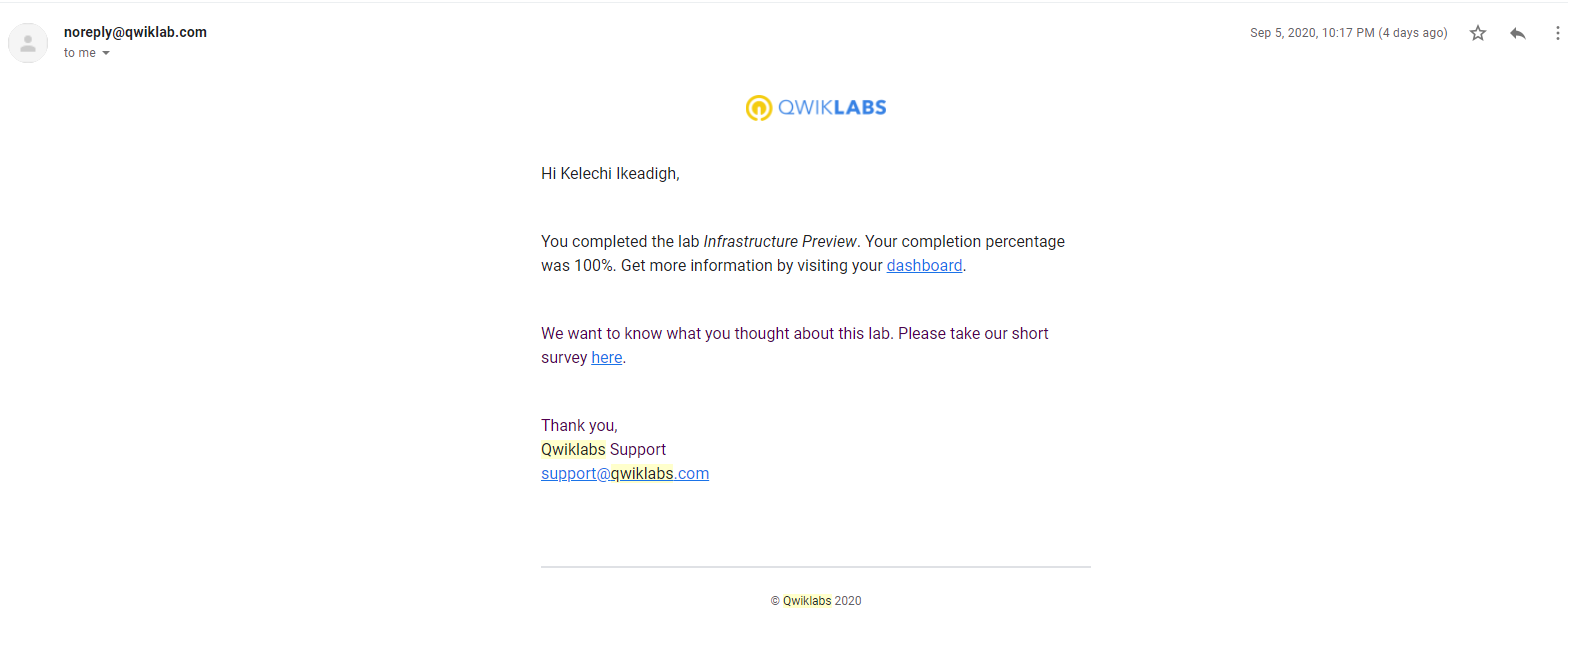 noreply@qwiklab.com
Sep 5, 2020, 10:17 PM (4 days ago)
to me
QWIKLABS
Hi Kelechi Ikeadigh,
You completed the lab Infrastructure Preview. Your completion percentage
was 100%. Get more information by visiting your dashboard.
We want to know what you thought about this lab. Please take our short
survey here.
Thank you,
Qwiklabs Support
support@qwiklabs.com
© Qwiklabs 2020